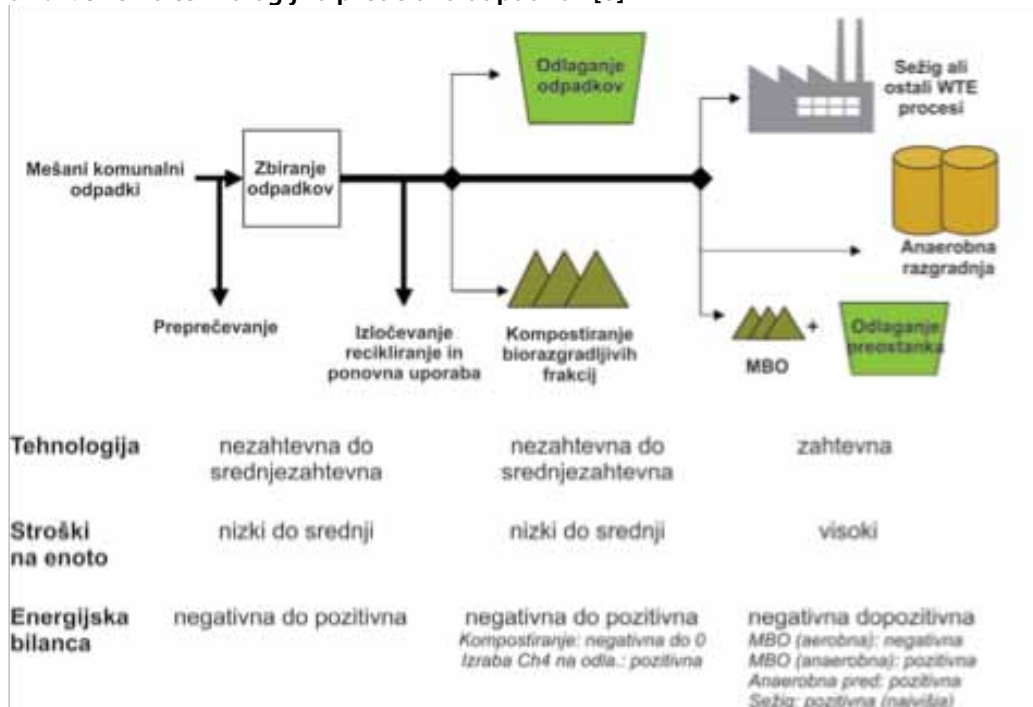 Odlaganje
odpadkov
Sežig ali
ostali WTE
procesi
Mešani komunalni
odpadki
Zbiranje
odpadkov
Anaerobna
razgradnja
Preprečevanje
Izločevanje
recikliranje in
ponovna uporaba
Kompostiranje
biorazgradljivih
frakcij
MBO
+
Odlaganje
preostanka
Tehnologija
nezahtevna do
srednjezahtevna
nezahtevna do
srednjezahtevna
zahtevna
Stroški
na enoto
nizki do srednji
nizki do srednji
visoki
Energijska
bilanca
negativna do pozitivna
negativna do pozitivna
Kompostiranje: negativna do 0
Izraba Ch4 na odla.: pozitivna
negativna dopozitivna
MBO (aerobna): negativna
MBO (anaerobna): pozitivna
Anaerobna pred: pozitivna
Sežig: pozitivna (najvišja)